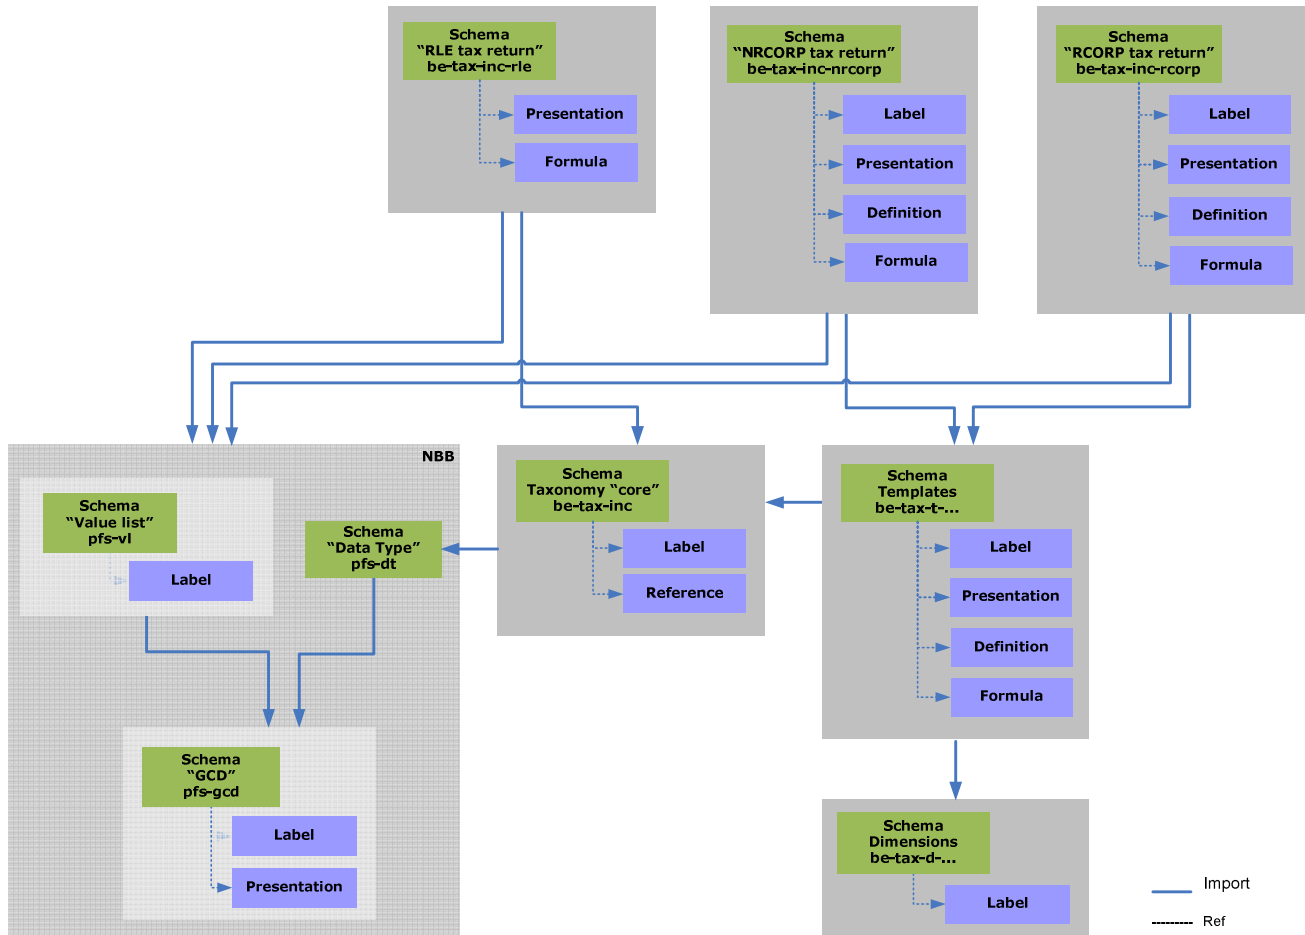 Schema
“RLE tax return”
be-tax-inc-rle
Presentation
Formula
Schema
“NRCORP tax return”
be-tax-inc-nrcorp
Label
Presentation
Definition
Formula
Schema
“RCORP tax return”
be-tax-inc-rcorp
Label
Presentation
Definition
Formula
NBB
Schema
“Value list”
pfs-vl
Label
Schema
“Data Type”
pfs-dt
Schema
“GCD”
pfs-gcd
Label
Presentation
Schema
Taxonomy “core”
be-tax-inc
Label
Reference
Schema
Templates
be-tax-t-...
Label
Presentation
Definition
Formula
Schema
Dimensions
be-tax-d-...
Label
Import
Ref